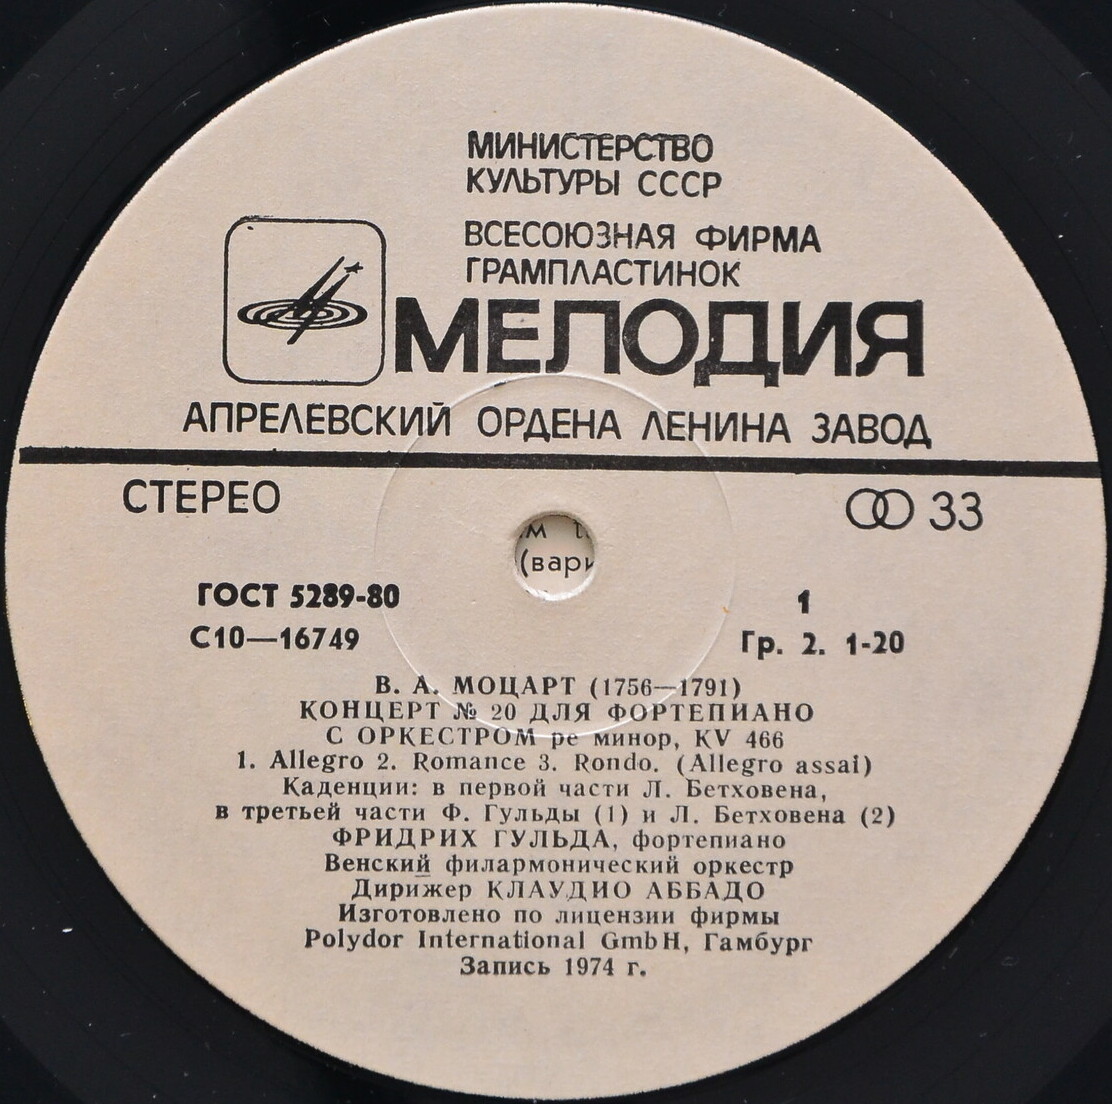 МИНИСТЕРСТВО
КУЛЬТУРЫ СССР
ВСЕСОЮЗНАЯ ФИРМА
ГРАМПЛАСТИНОК
МЕЛОДИЯ
АПРЕЛЕВСКИЙ ОРДЕНА ЛЕНИНА ЗАВОД
СТЕРЕО
33
(вари
ГОСТ 5289-80
1
С10—16749
Гр. 2. 1-20
В. А. МОЦАРТ (1756—1791)
КОНЦЕРТ № 20 ДЛЯ ФОРТЕПИАНО
С ОРКЕСТРОМ ре минор, KV 466
1. Allegro 2. Romance 3. Rondo. (Allegro assai)
Каденции: в первой части Л. Бетховена,
в третьей части Ф. Гульды (1) и Л. Бетховена (2)
ФРИДРИХ ГУЛЬДА, фортепиано
Венский филармонический оркестр
Дирижер КЛАУДИО АББАДО
Изготовлено по лицензии фирмы
Polydor International GmbH, Гамбург
Запись 1974 г.